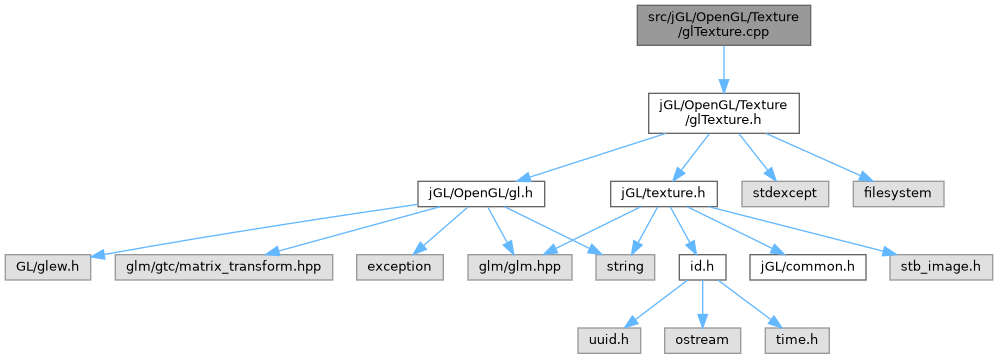 src/jGL/OpenGL/Texture
/glTexture.cpp
jGL/OpenGL/Texture
/glTexture.h
jGL/OpenGL/gl.h
jGL/texture.h
stdexcept
filesystem
GL/glew.h
glm/gtc/matrix_transform.hpp
exception
glm/glm.hpp
string
id.h
jGL/common.h
stb_image.h
uuid.h
ostream
time.h